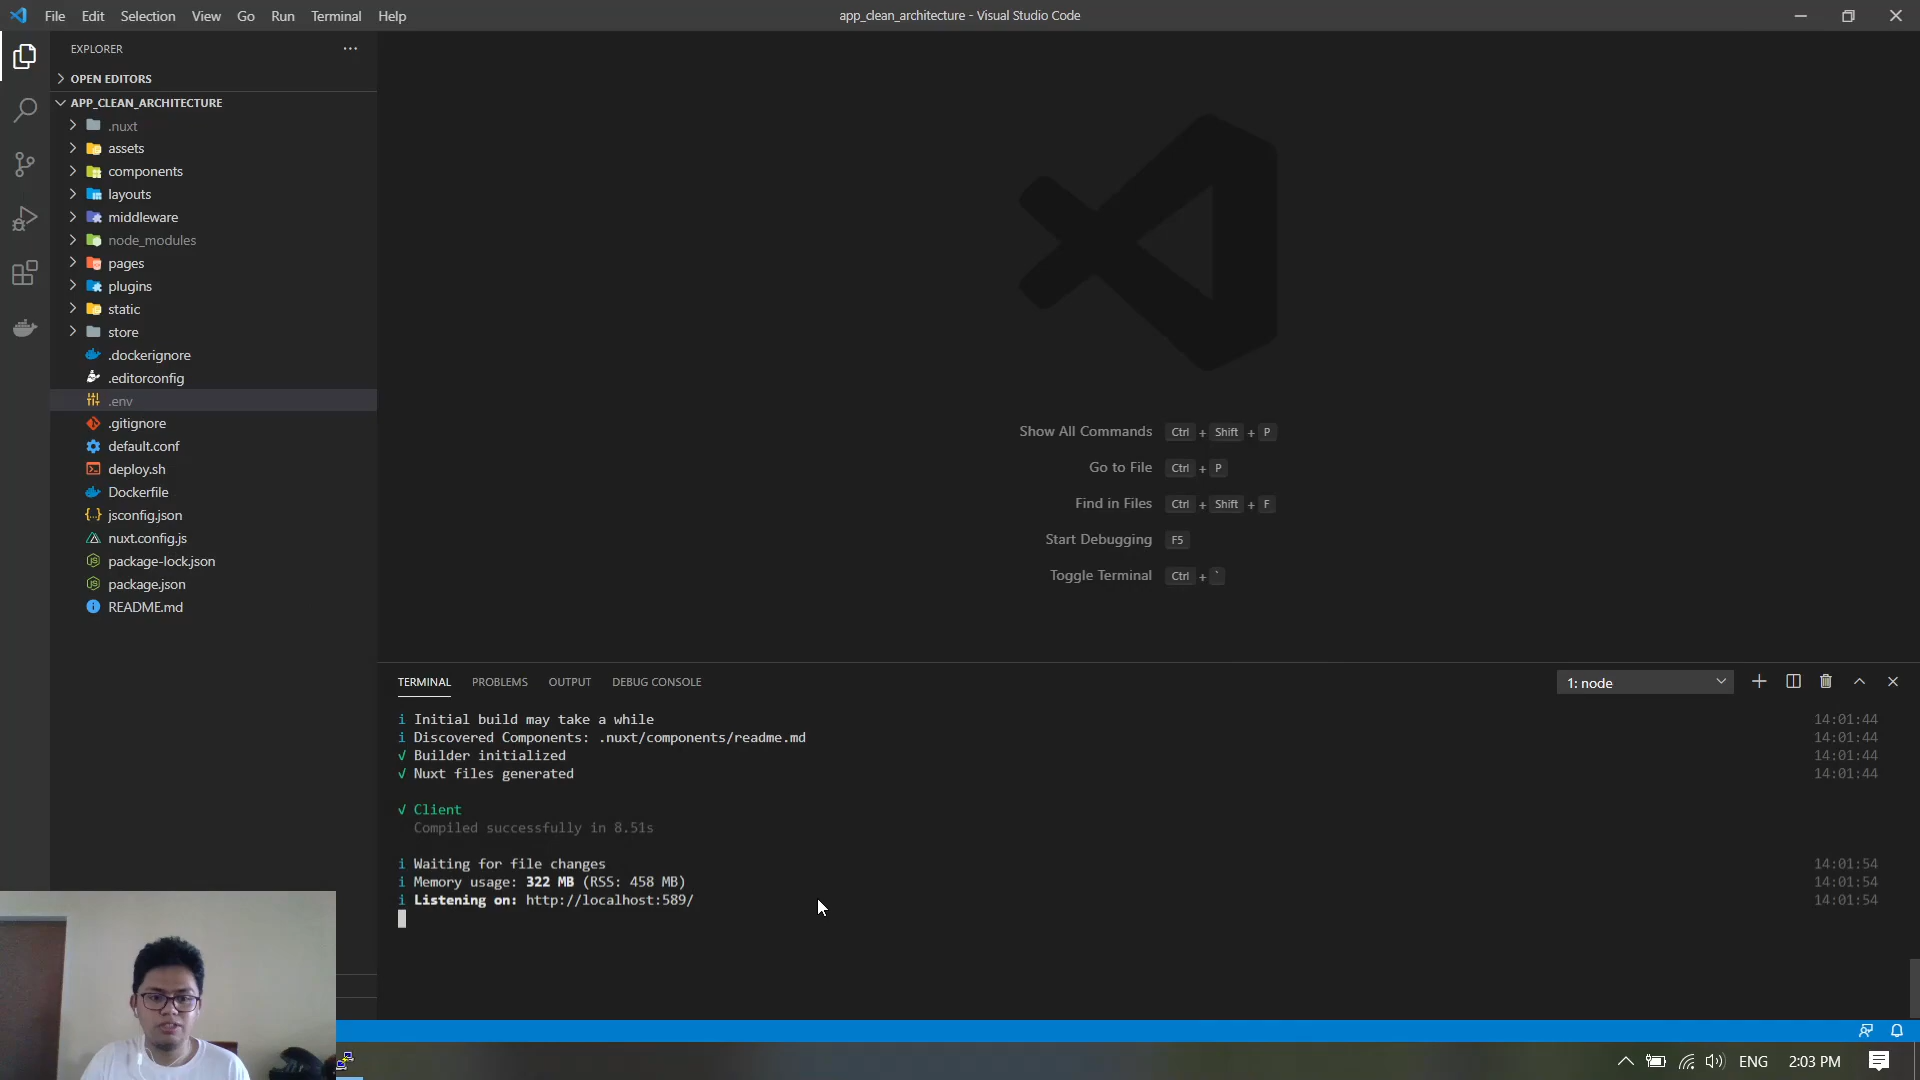 File Edit Selection View Go Run Terminal Help
app_clean_architecture - Visual Studio Code
EXPLORER
OPEN EDITORS
APP_CLEAN_ARCHITECTURE
.nuxt
assets
components
layouts
middleware
node_modules
pages
plugins
static
store
.dockerignore
.editorconfig
.env
.gitignore
default.conf
deploy.sh
Dockerfile
jsconfig.json
nuxt.config.js
package-lock.json
package.json
README.md
Show All Commands Ctrl + Shift + P
Go to File Ctrl + P
Find in Files Ctrl + Shift + F
Start Debugging F5
Toggle Terminal Ctrl + `
TERMINAL PROBLEMS OUTPUT DEBUG CONSOLE
1: node
i Initial build may take a while 14:01:44
i Discovered Components: .nuxt/components/readme.md 14:01:44
√ Builder initialized 14:01:44
√ Nuxt files generated 14:01:44
√ Client
Compiled successfully in 8.51s
i Waiting for file changes 14:01:54
i Memory usage: 322 MB (RSS: 458 MB) 14:01:54
i Listening on: http://localhost:589/ 14:01:54
ENG 2:03 PM